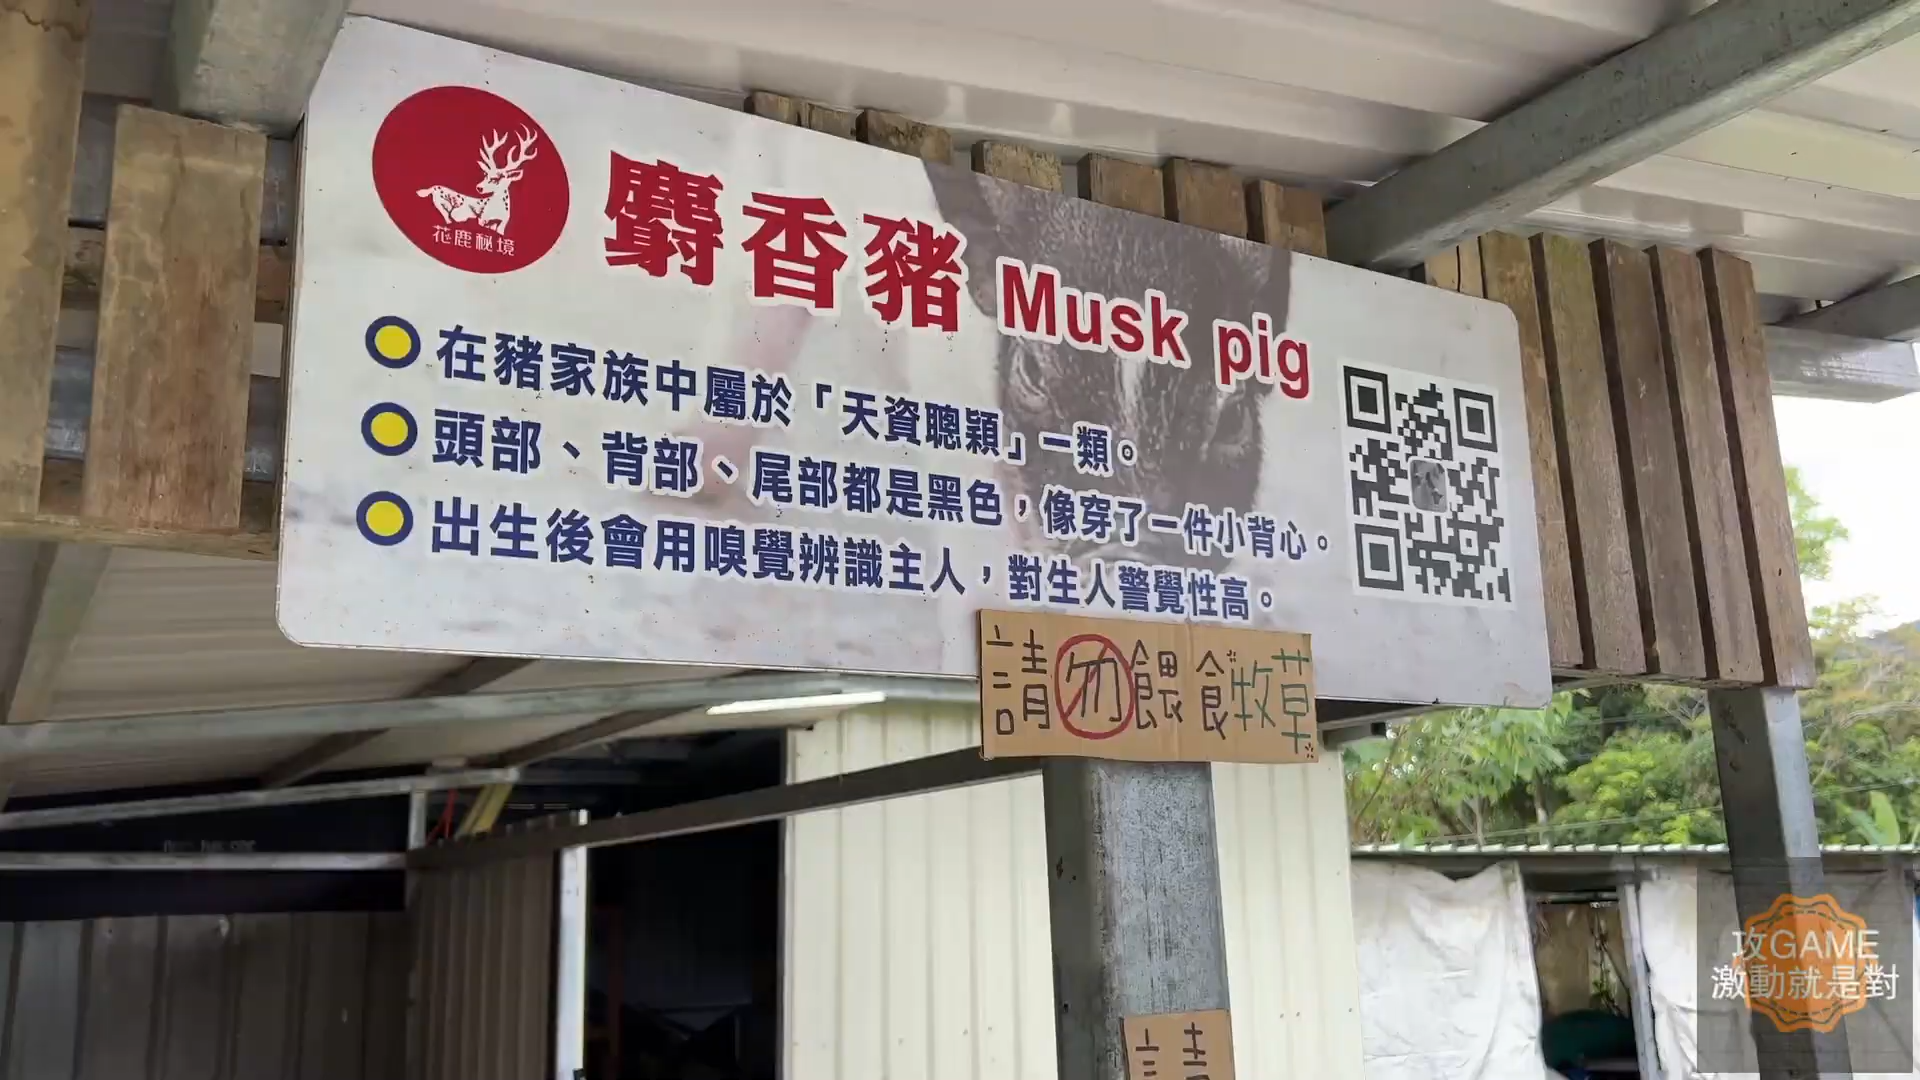 花鹿秘境
麝香豬 Musk pig
在豬家族中屬於「天資聰穎」一類。
頭部、背部、尾部都是黑色，像穿了一件小背心。
出生後會用嗅覺辨識主人，對生人警覺性高。
請勿餵食牧草
請
攻GAME
激動就是對